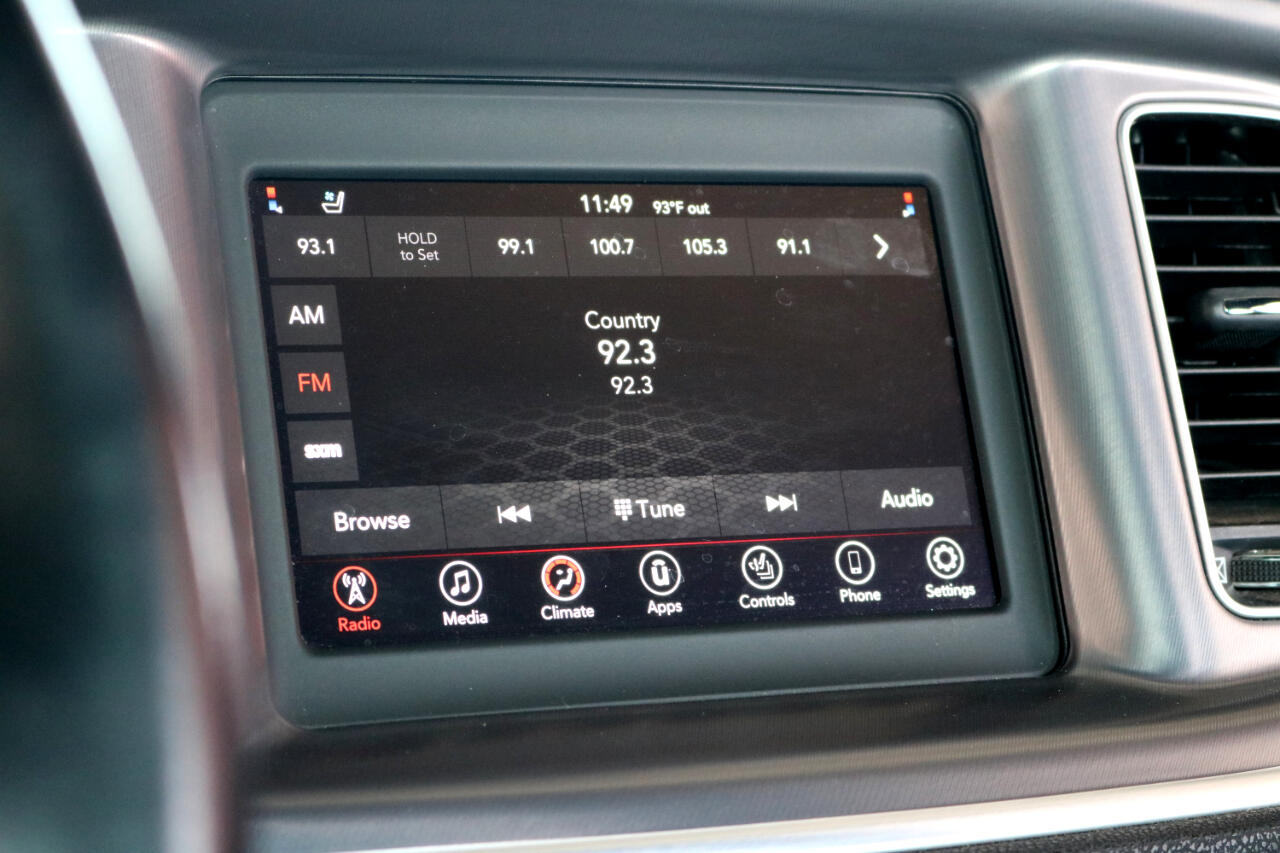 11:49 93°F out
93.1 HOLD to Set 99.1 100.7 105.3 91.1
AM
Country
92.3
FM
92.3
sxm
Browse Tune Audio
Radio Media Climate Apps Controls Phone Settings